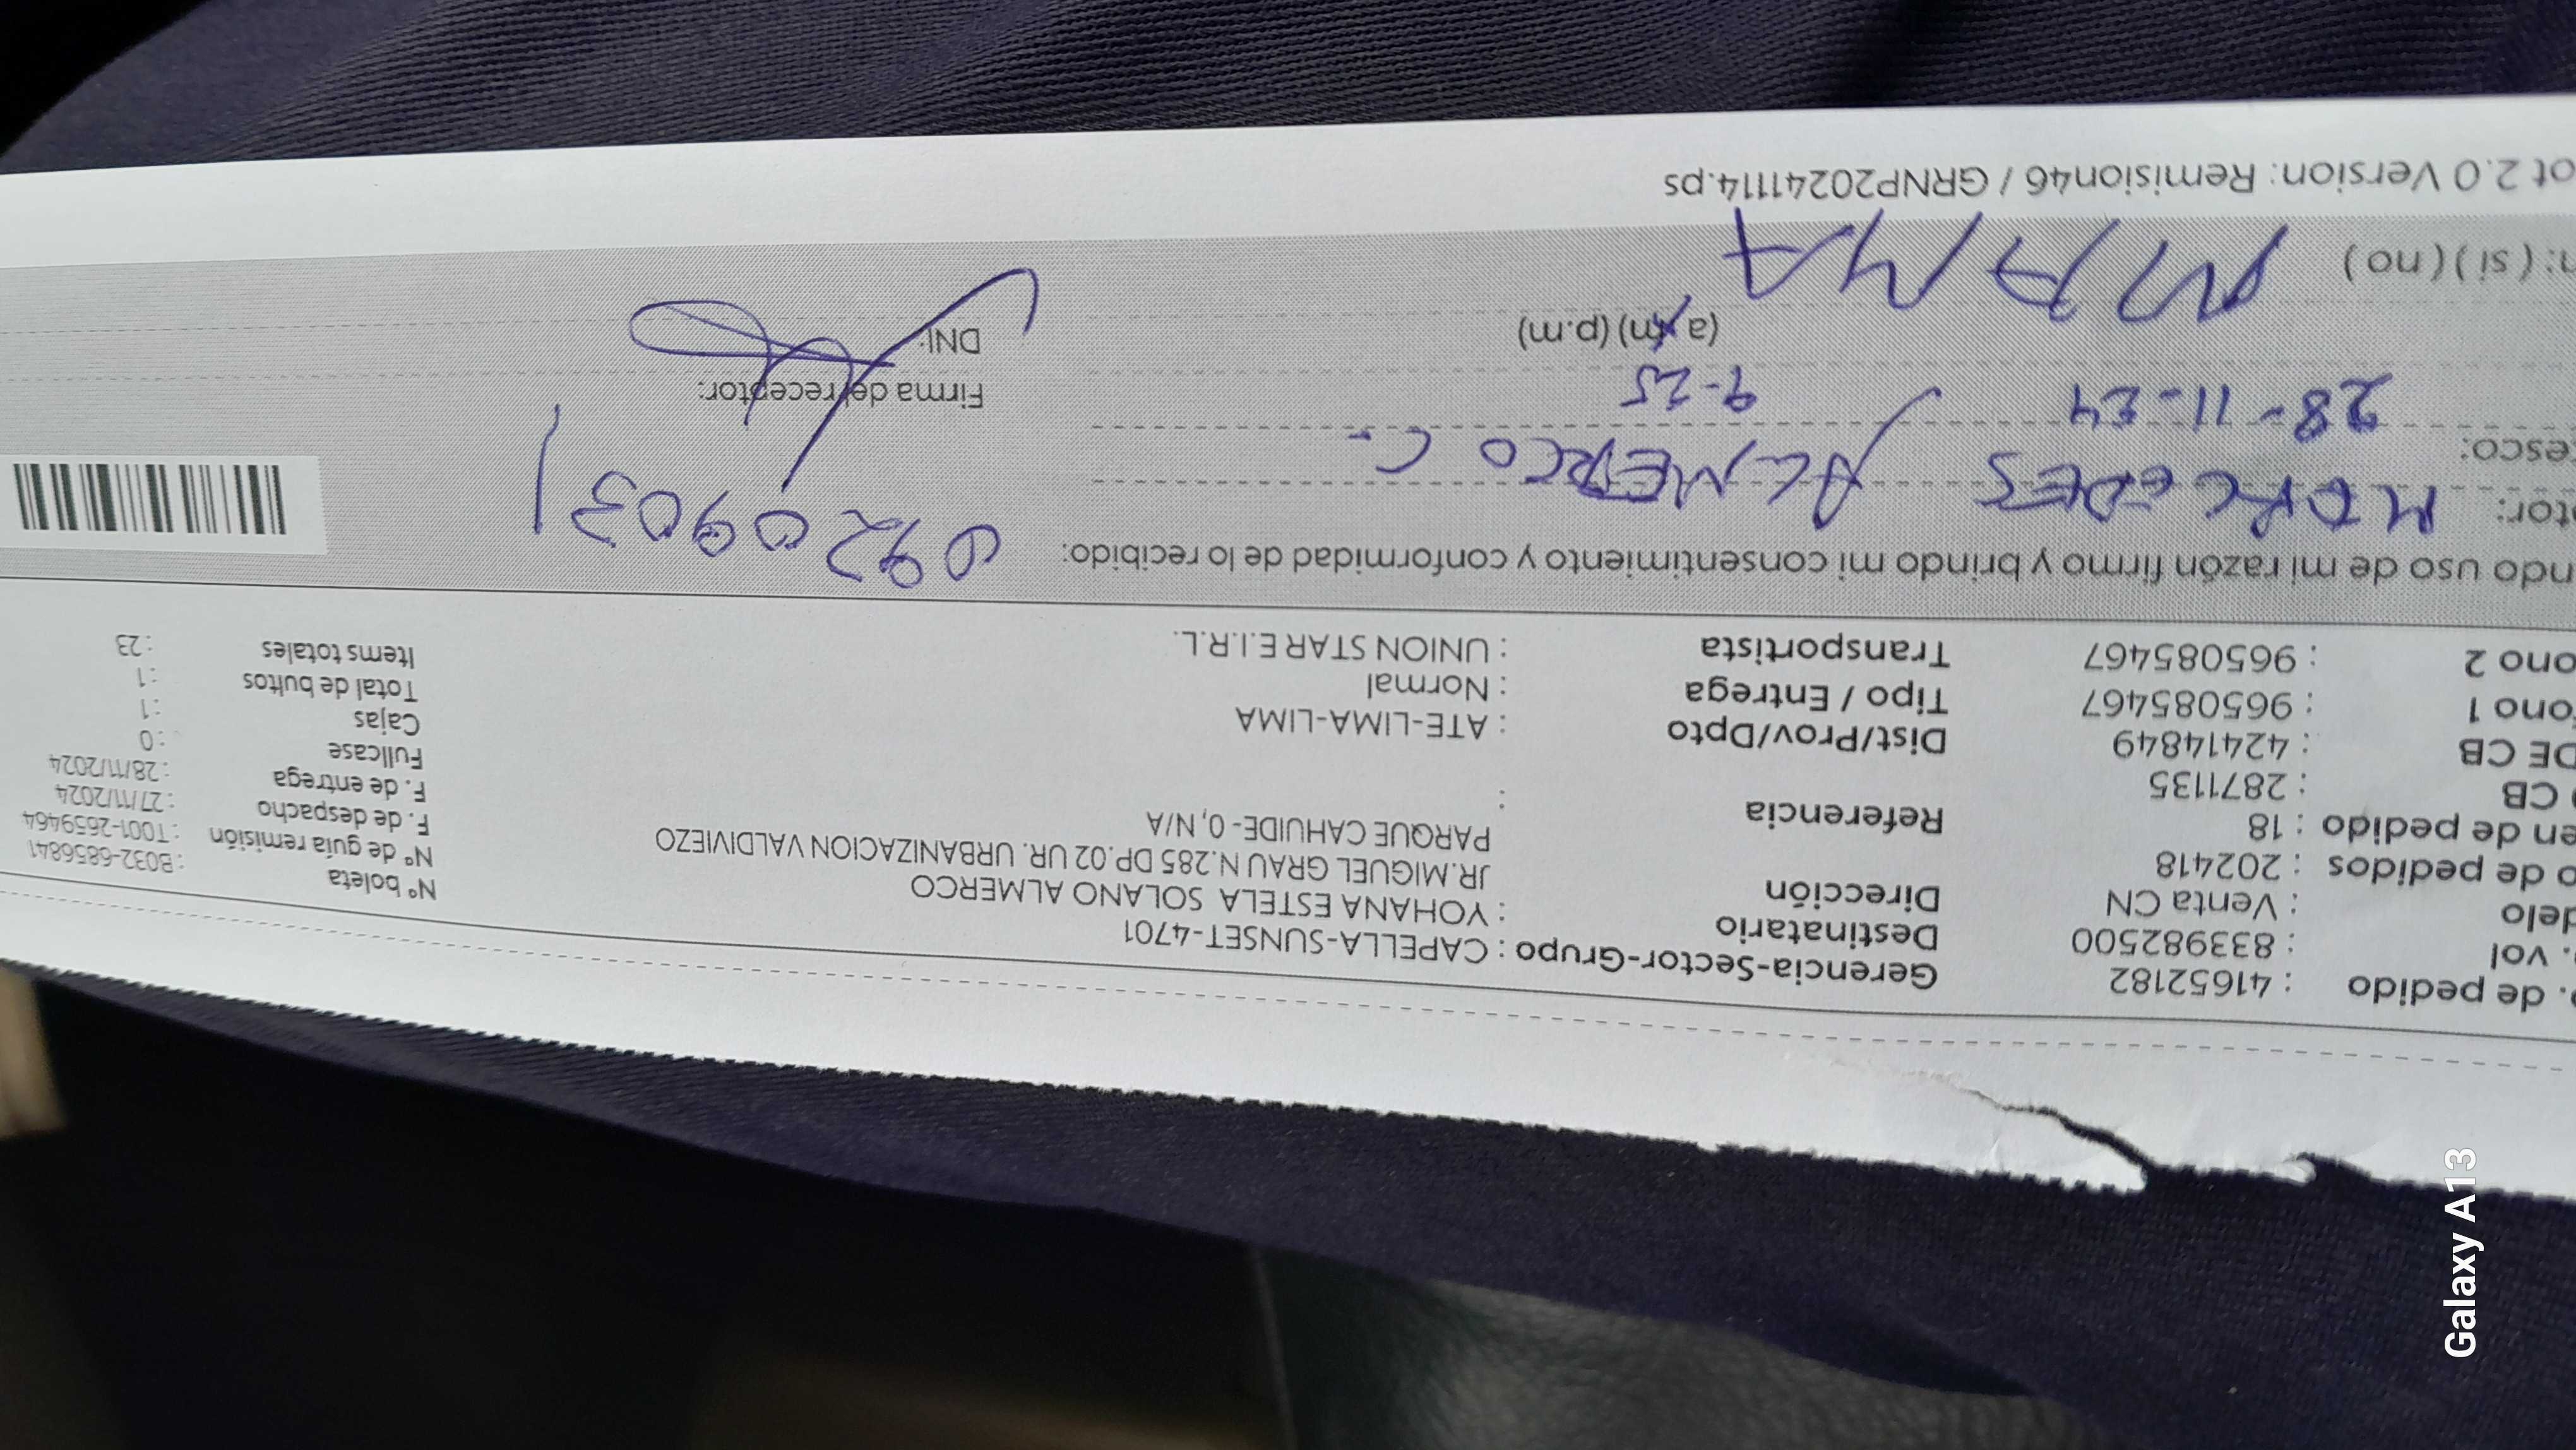 . de pedido : 41652182 Gerencia-Sector-Grupo : CAPELLA-SUNSET-4701
. vol : 833982500 Destinatario : YOHANA ESTELA SOLANO ALMERCO Nº boleta : B032-6856841
delo : Venta CN Dirección JR.MIGUEL GRAU N.285 DP.02 UR. URBANIZACION VALDIVIEZO Nº de guía remisión : T001-2659464
o de pedidos : 202418 PARQUE CAHUIDE- 0, N/A F. de despacho : 27/11/2024
en de pedido : 18 Referencia : F. de entrega : 28/11/2024
CB : 2871135 Fullcase : 0
DE CB : 42414849 Dist/Prov/Dpto : ATE-LIMA-LIMA Cajas : 1
ono 1 : 965085467 Tipo / Entrega : Normal Total de bultos : 1
ono 2 : 965085467 Transportista : UNION STAR E.I.R.L. Items totales : 23
ndo uso de mi razón firmo y brindo mi consentimiento y conformidad de lo recibido: 09209031
tor: MERCEDES ALMERCO C.
esco:
28-11-24 9-25 Firma del receptor:
(a.m) (p.m) DNI:
n: ( si ) ( no ) MAMA
ot 2.0 Version: Remision46 / GRNP20241114.ps
Galaxy A13